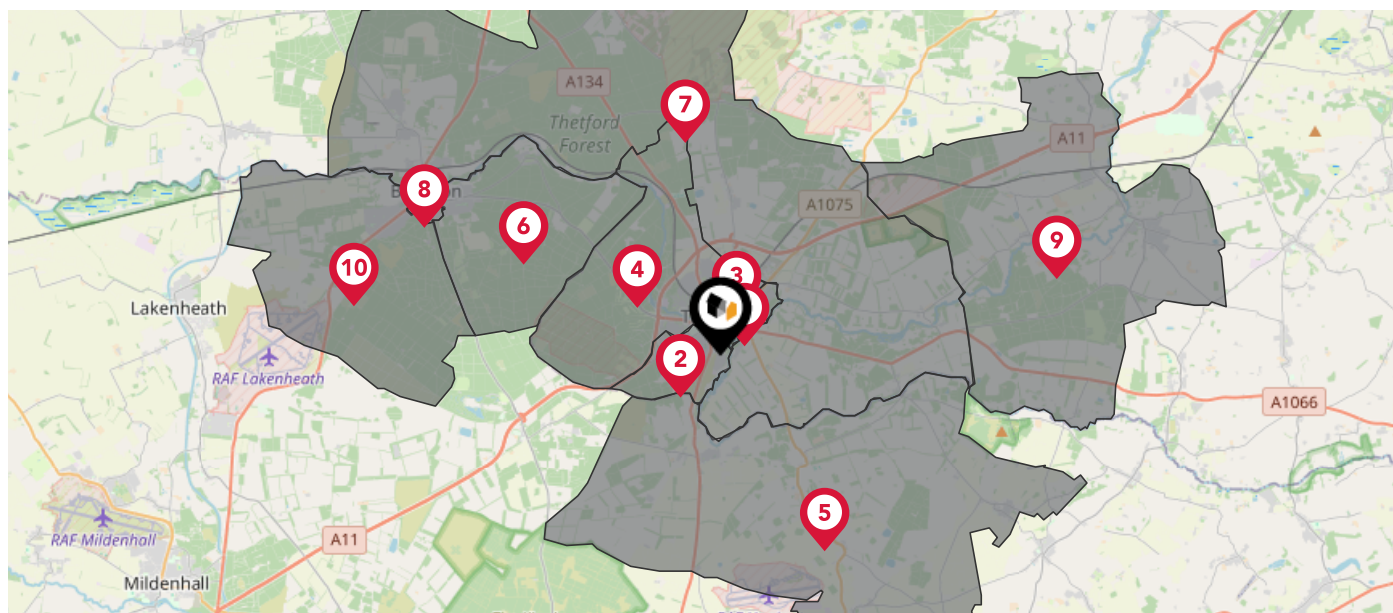 A134
7
Thetford
Forest
A11
8
A1075
6
9
10
4
3
Lakenheath
RAF Lakenheath
2
A1066
5
RAF Mildenhall
A11
Mildenhall